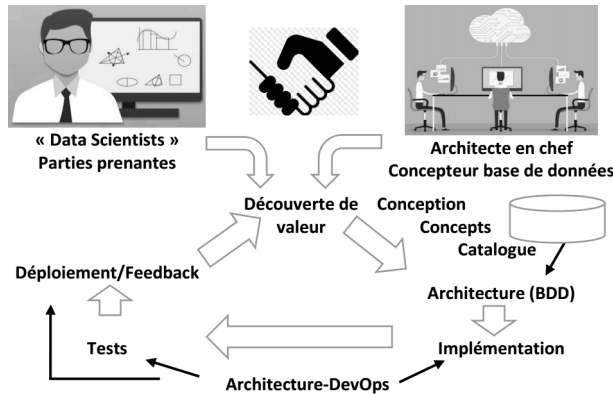 « Data Scientists »
Parties prenantes
Architecte en chef
Concepteur base de données
Découverte de
valeur
Conception
Concepts
Catalogue
Déploiement/Feedback
Architecture (BDD)
Tests
Implémentation
Architecture-DevOps